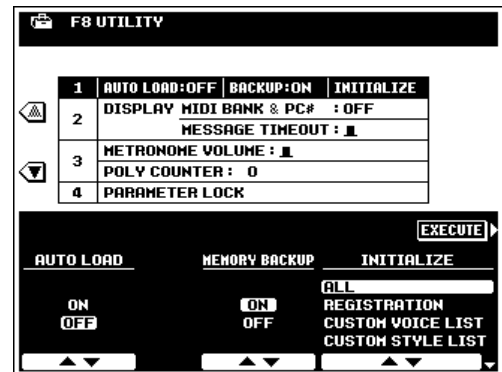 F8 UTILITY
1 AUTO LOAD:OFF BACKUP:ON INITIALIZE
2 DISPLAY MIDI BANK & PC# :OFF
MESSAGE TIMEOUT:
3 METRONOME VOLUME:
POLY COUNTER: 0
4 PARAMETER LOCK
EXECUTE
AUTO LOAD MEMORY BACKUP INITIALIZE
ALL
ON ON REGISTRATION
OFF OFF CUSTOM VOICE LIST
CUSTOM STYLE LIST